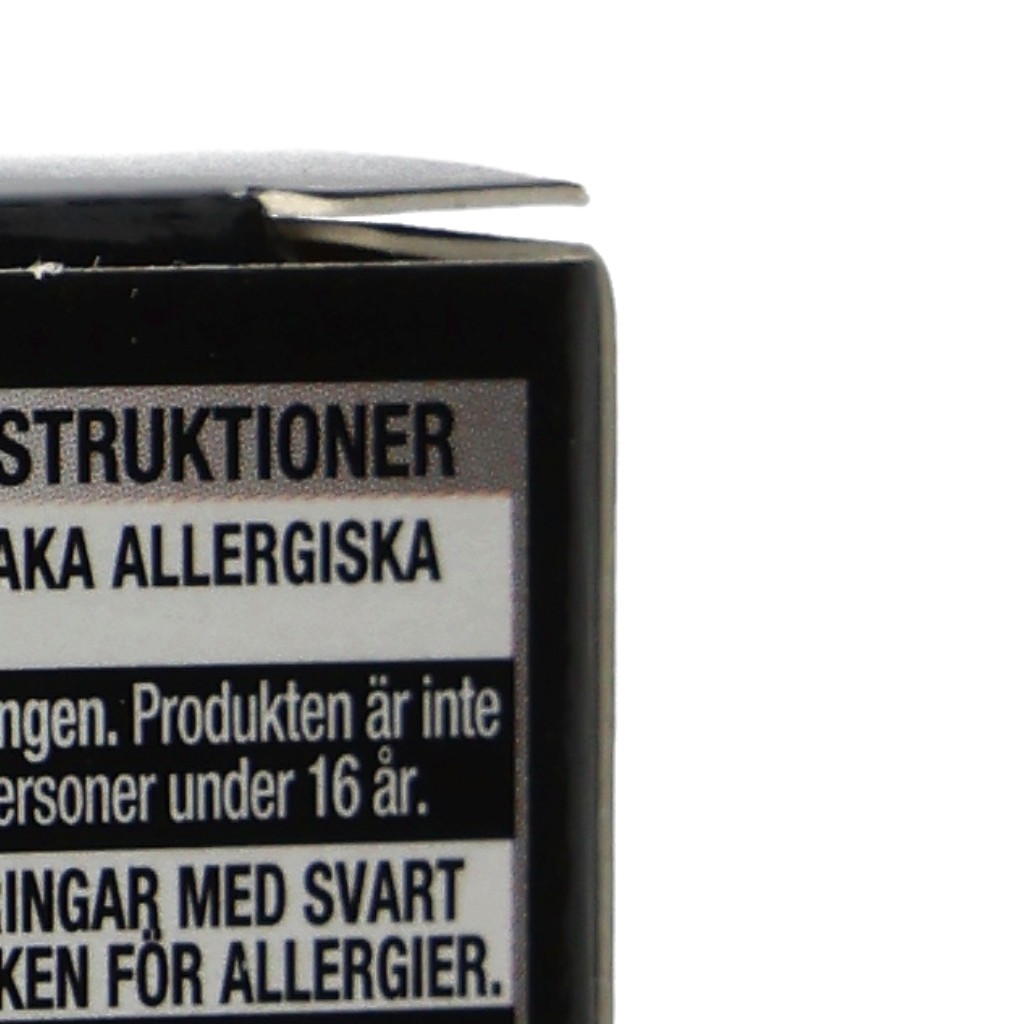 STRUKTIONER
AKA ALLERGISKA
ngen. Produkten är inte
ersoner under 16 år.
RINGAR MED SVART
KEN FÖR ALLERGIER.